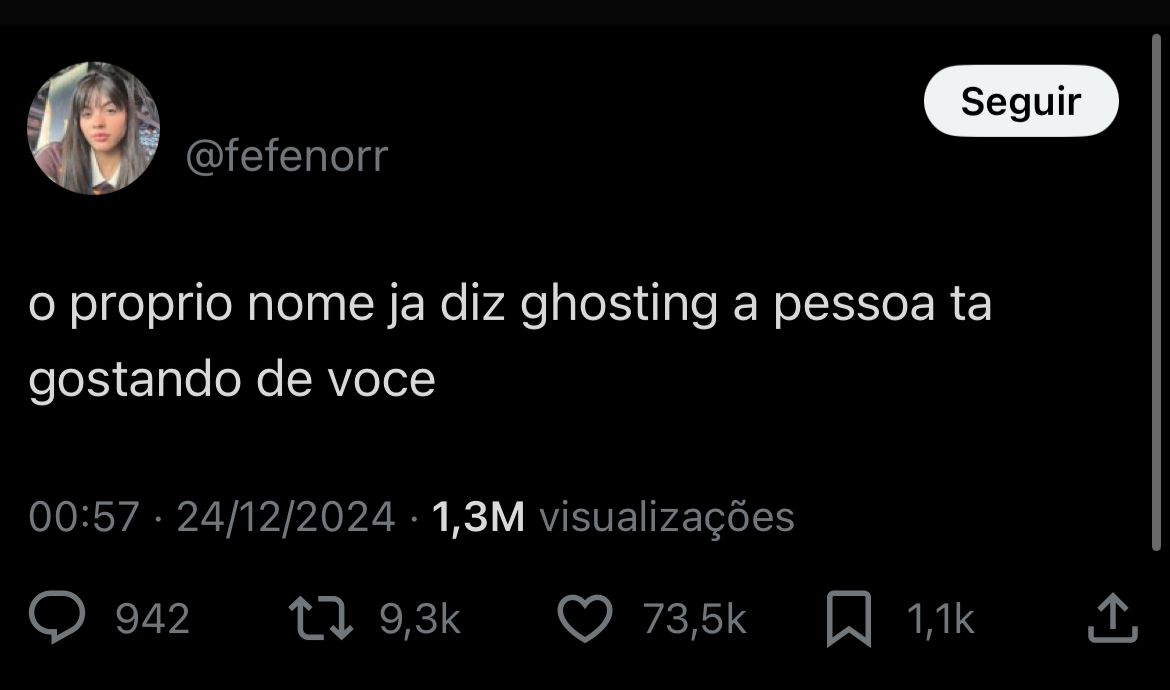 @fefenorr
Seguir
o proprio nome ja diz ghosting a pessoa ta
gostando de voce
00:57 · 24/12/2024 · 1,3M visualizações
942 9,3k 73,5k 1,1k